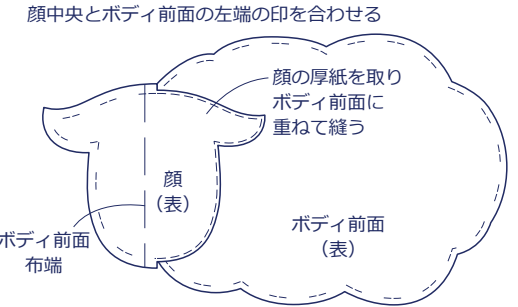 顔中央とボディ前面の左端の印を合わせる
顔の厚紙を取り
ボディ前面に
重ねて縫う
顔
（表）
ボディ前面
（表）
ボディ前面
布端